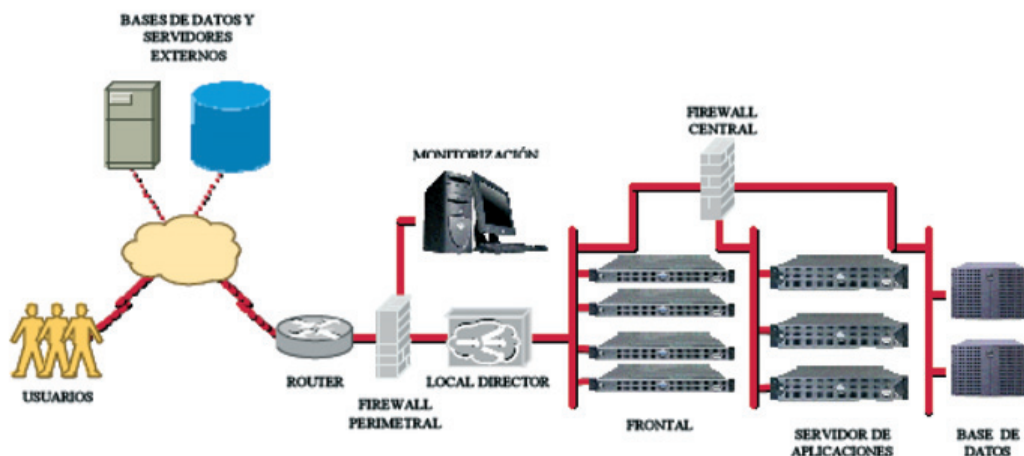 BASES DE DATOS Y
SERVIDORES
EXTERNOS
FIREWALL
CENTRAL
MONITORIZACIÓN
USUARIOS
ROUTER
FIREWALL
PERIMETRAL
LOCAL DIRECTOR
FRONTAL
SERVIDOR DE
APLICACIONES
BASE DE
DATOS